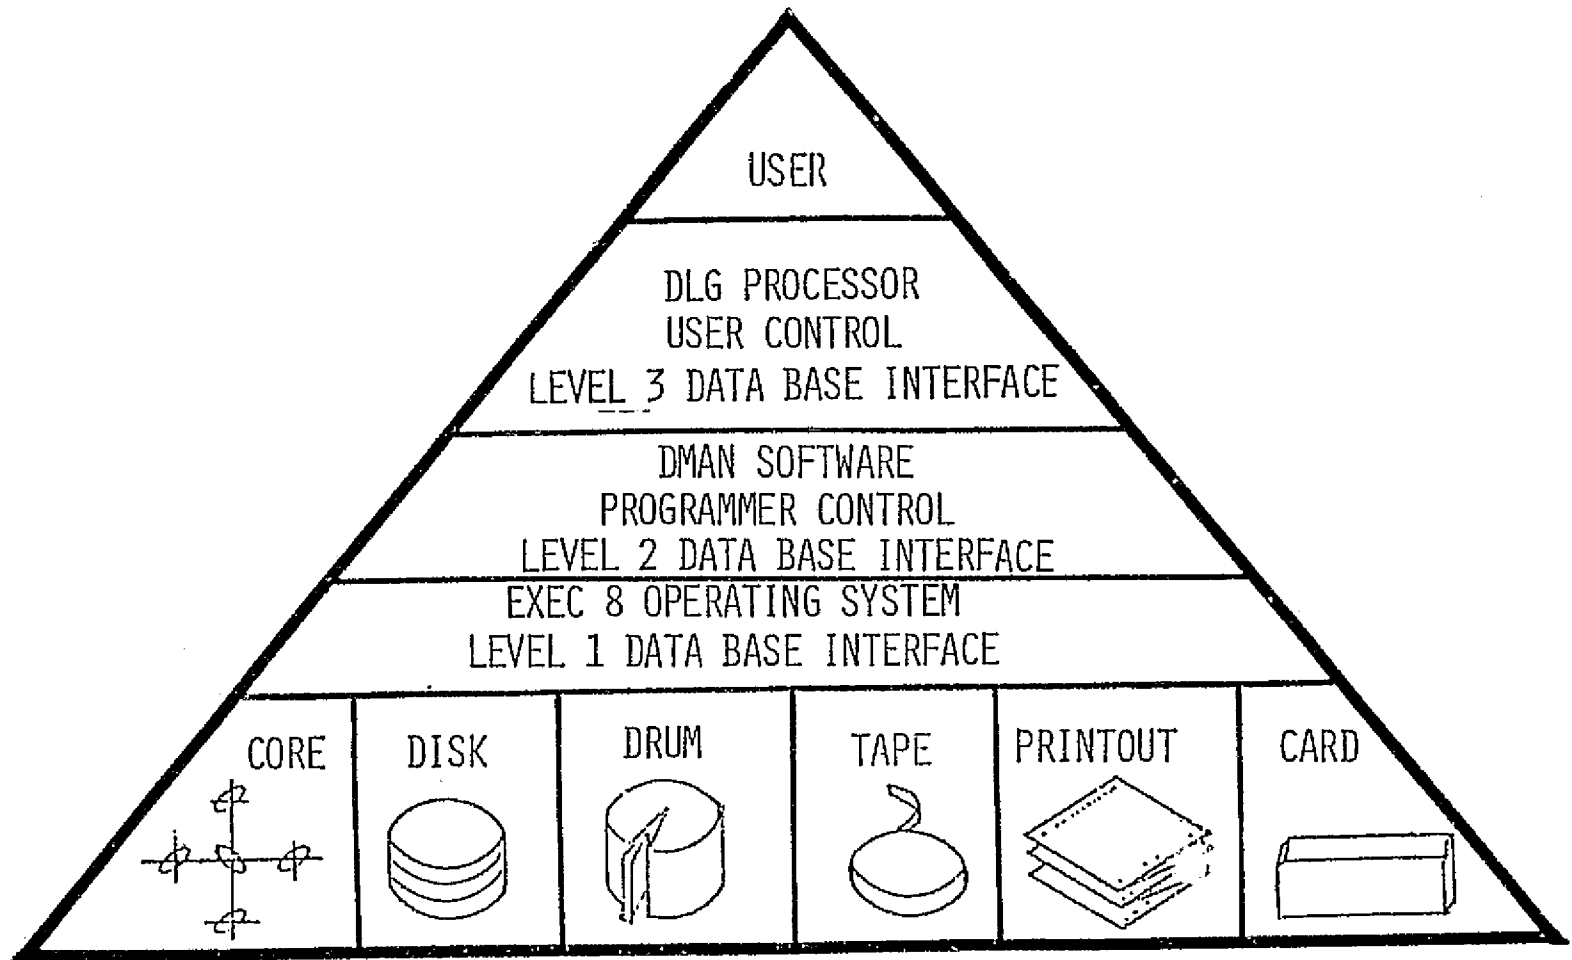 USER
DLG PROCESSOR
USER CONTROL
LEVEL 3 DATA BASE INTERFACE
DMAN SOFTWARE
PROGRAMMER CONTROL
LEVEL 2 DATA BASE INTERFACE
EXEC 8 OPERATING SYSTEM
LEVEL 1 DATA BASE INTERFACE
CORE
DISK
DRUM
TAPE
PRINTOUT
CARD